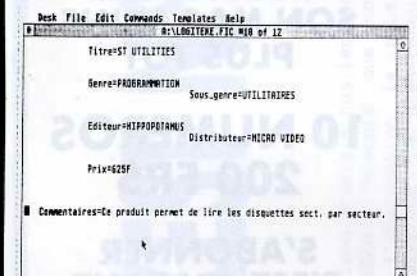 Desk File Edit Commands Templates Help
A:\LOGITEKE.FIC #10 of 12
Titre=ST UTILITIES
Genre=PROGRAMMATION
Sous_genre=UTILITAIRES
Editeur=HIPPOPOTAMUS
Distributeur=MICRO VIDEO
Prix=625F
Commentaires=Ce produit permet de lire les disquettes sect. par secteur.